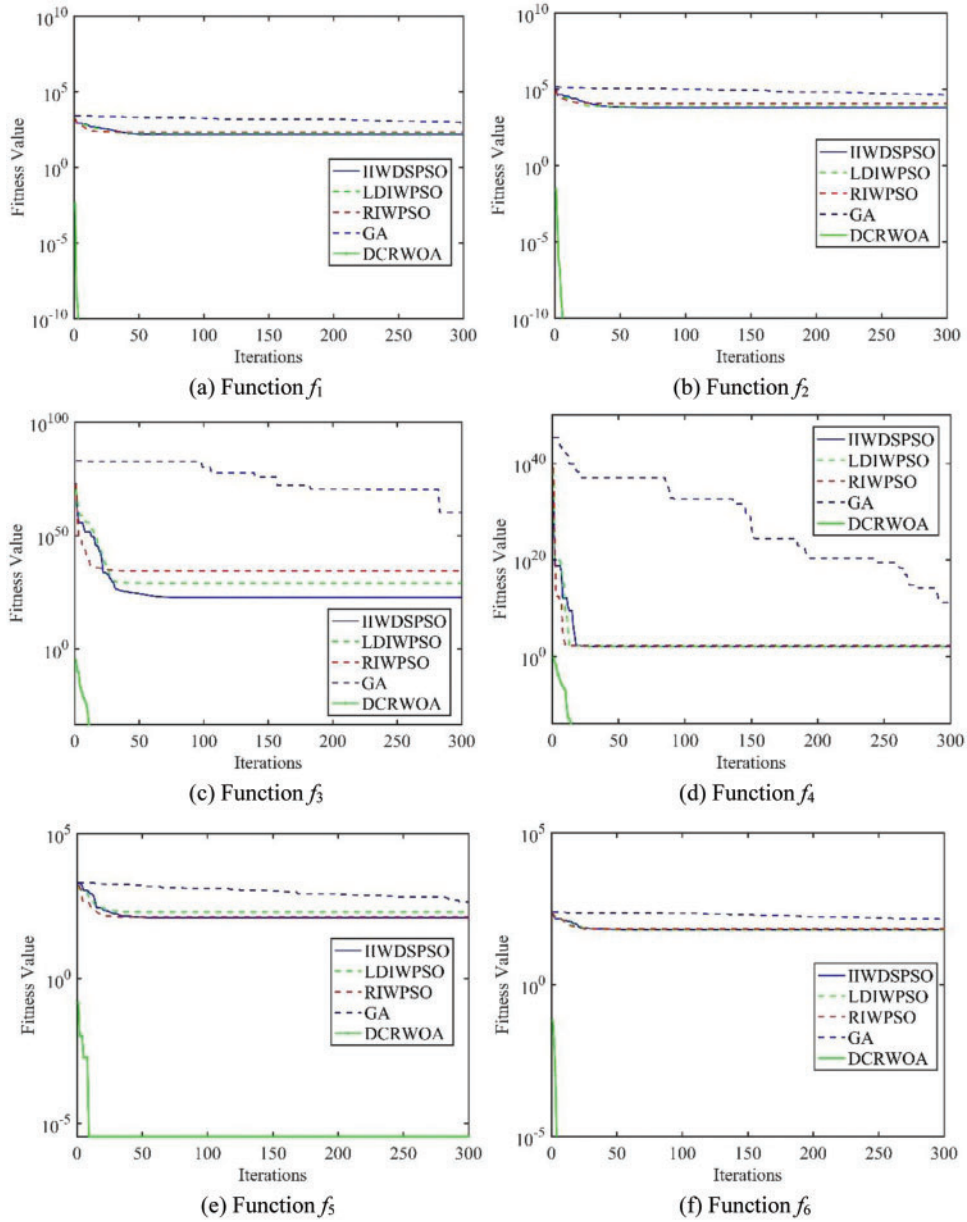 10^10
10^5
10^0
10^-5
10^-10
Fitness Value
IIWDSPSO
LDIWPSO
RIWPSO
GA
DCRWOA
0 50 100 150 200 250 300
Iterations
(a) Function f1
10^10
10^5
10^0
10^-5
10^-10
Fitness Value
IIWDSPSO
LDIWPSO
RIWPSO
GA
DCRWOA
0 50 100 150 200 250 300
Iterations
(b) Function f2
10^100
10^50
10^0
Fitness Value
IIWDSPSO
LDIWPSO
RIWPSO
GA
DCRWOA
0 50 100 150 200 250 300
Iterations
(c) Function f3
10^40
10^20
10^0
Fitness Value
IIWDSPSO
LDIWPSO
RIWPSO
GA
DCRWOA
0 50 100 150 200 250 300
Iterations
(d) Function f4
10^5
10^0
10^-5
Fitness Value
IIWDSPSO
LDIWPSO
RIWPSO
GA
DCRWOA
0 50 100 150 200 250 300
Iterations
(e) Function f5
10^5
10^0
10^-5
Fitness Value
IIWDSPSO
LDIWPSO
RIWPSO
GA
DCRWOA
0 50 100 150 200 250 300
Iterations
(f) Function f6